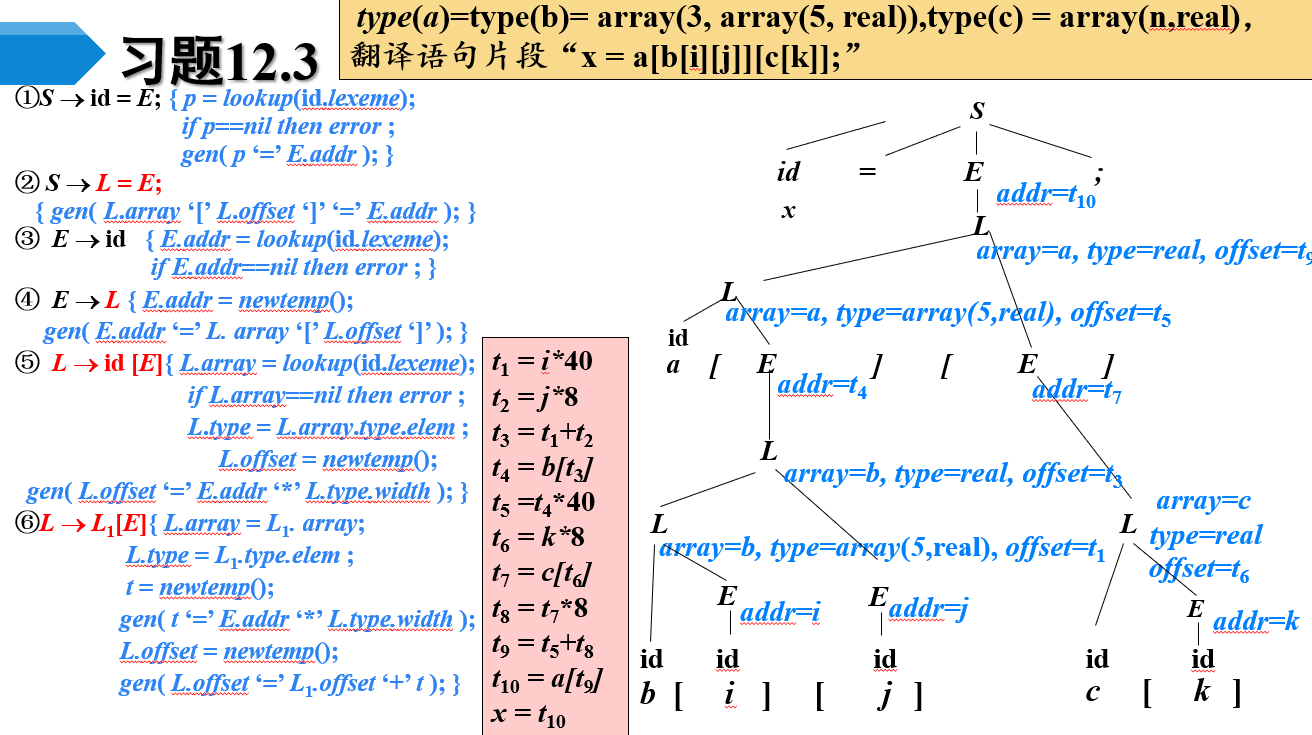 type(a)=type(b)= array(3, array(5, real)),type(c) = array(n,real),
翻译语句片段“x = a[b[i][j]][c[k]];”
习题12.3
①S → id = E; { p = lookup(id.lexeme);
if p==nil then error ;
gen( p ‘=’ E.addr ); }
② S → L = E;
{ gen( L.array ‘[’ L.offset ‘]’ ‘=’ E.addr ); }
③ E → id { E.addr = lookup(id.lexeme);
if E.addr==nil then error ; }
④ E → L { E.addr = newtemp();
gen( E.addr ‘=’ L. array ‘[’ L.offset ‘]’ ); }
⑤ L → id [E]{ L.array = lookup(id.lexeme);
if L.array==nil then error ;
L.type = L.array.type.elem ;
L.offset = newtemp();
gen( L.offset ‘=’ E.addr ‘*’ L.type.width ); }
⑥L → L1[E]{ L.array = L1. array;
L.type = L1.type.elem ;
t = newtemp();
gen( t ‘=’ E.addr ‘*’ L.type.width );
L.offset = newtemp();
gen( L.offset ‘=’ L1.offset ‘+’ t ); }
t1 = i*40
t2 = j*8
t3 = t1+t2
t4 = b[t3]
t5 =t4*40
t6 = k*8
t7 = c[t6]
t8 = t7*8
t9 = t5+t8
t10 = a[t9]
x = t10
S
id = E ;
addr=t10
x
L
array=a, type=real, offset=t9
L
array=a, type=array(5,real), offset=t5
id
a [ E ] [ E ]
addr=t4 addr=t7
L
array=b, type=real, offset=t3
array=c
L L type=real
array=b, type=array(5,real), offset=t1
offset=t6
E addr=i E addr=j E addr=k
id id id id id
b [ i ] [ j ] c [ k ]